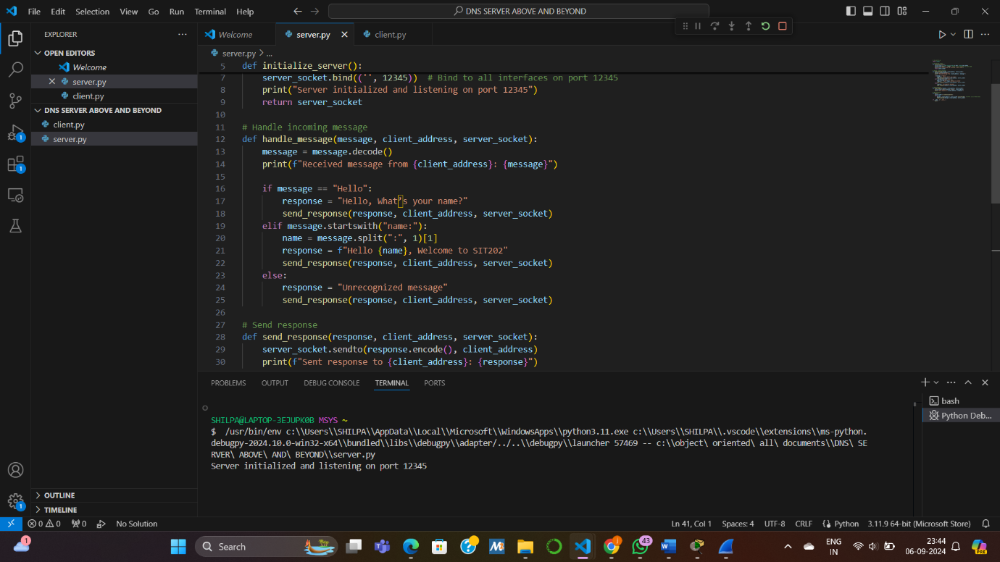 File Edit Selection View Go Run Terminal Help
DNS SERVER ABOVE AND BEYOND
EXPLORER
OPEN EDITORS
Welcome
server.py
client.py
DNS SERVER ABOVE AND BEYOND
client.py
server.py
OUTLINE
TIMELINE
1
1
1
Welcome server.py client.py
server.py > ...
5 def initialize_server():
7 server_socket.bind(('', 12345)) # Bind to all interfaces on port 12345
8 print("Server initialized and listening on port 12345")
9 return server_socket
10
11 # Handle incoming message
12 def handle_message(message, client_address, server_socket):
13 message = message.decode()
14 print(f"Received message from {client_address}: {message}")
15
16 if message == "Hello":
17 response = "Hello, What’s your name?"
18 send_response(response, client_address, server_socket)
19 elif message.startswith("name:"):
20 name = message.split(":", 1)[1]
21 response = f"Hello {name}, Welcome to SIT202"
22 send_response(response, client_address, server_socket)
23 else:
24 response = "Unrecognized message"
25 send_response(response, client_address, server_socket)
26
27 # Send response
28 def send_response(response, client_address, server_socket):
29 server_socket.sendto(response.encode(), client_address)
30 print(f"Sent response to {client_address}: {response}")
PROBLEMS OUTPUT DEBUG CONSOLE TERMINAL PORTS
bash
Python Deb...
SHILPA@LAPTOP-3EJUPK0B MSYS ~
$ /usr/bin/env c:\\Users\\SHILPA\\AppData\\Local\\Microsoft\\WindowsApps\\python3.11.exe c:\\Users\\SHILPA\\.vscode\\extensions\\ms-python.
debugpy-2024.10.0-win32-x64\\bundled\\libs\\debugpy\\adapter/../..\\debugpy\\launcher 57469 -- c:\\object\ oriented\ all\ documents\\DNS\ SE
RVER\ ABOVE\ AND\ BEYOND\\server.py
Server initialized and listening on port 12345
0 0 0 No Solution Ln 41, Col 1 Spaces: 4 UTF-8 CRLF Python 3.11.9 64-bit (Microsoft Store)
1 Search 43 ENG 23:44
IN 06-09-2024
PRE